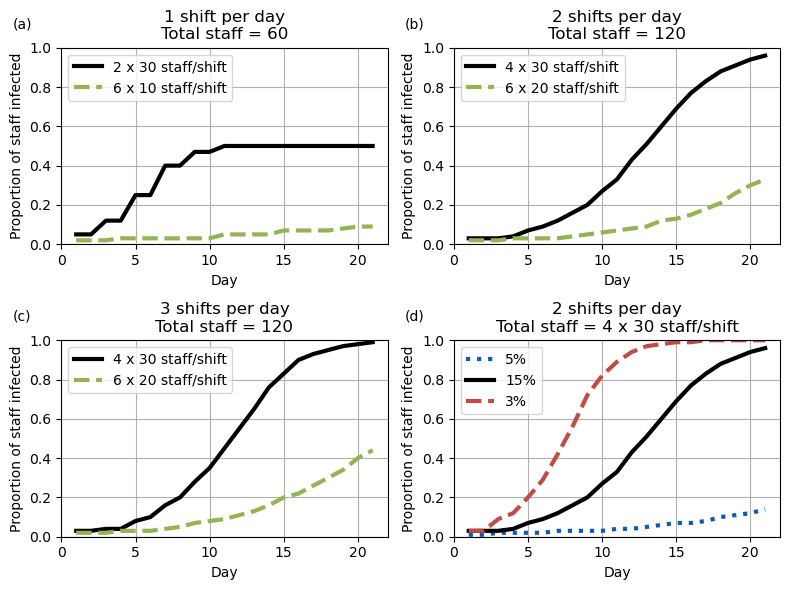 (a)
1 shift per day
Total staff = 60
Proportion of staff infected
1.0
0.8
0.6
0.4
0.2
0.0
2 x 30 staff/shift
6 x 10 staff/shift
0 5 10 15 20
Day
(b)
2 shifts per day
Total staff = 120
Proportion of staff infected
1.0
0.8
0.6
0.4
0.2
0.0
4 x 30 staff/shift
6 x 20 staff/shift
0 5 10 15 20
Day
(c)
3 shifts per day
Total staff = 120
Proportion of staff infected
1.0
0.8
0.6
0.4
0.2
0.0
4 x 30 staff/shift
6 x 20 staff/shift
0 5 10 15 20
Day
(d)
2 shifts per day
Total staff = 4 x 30 staff/shift
Proportion of staff infected
1.0
0.8
0.6
0.4
0.2
0.0
5%
15%
3%
0 5 10 15 20
Day